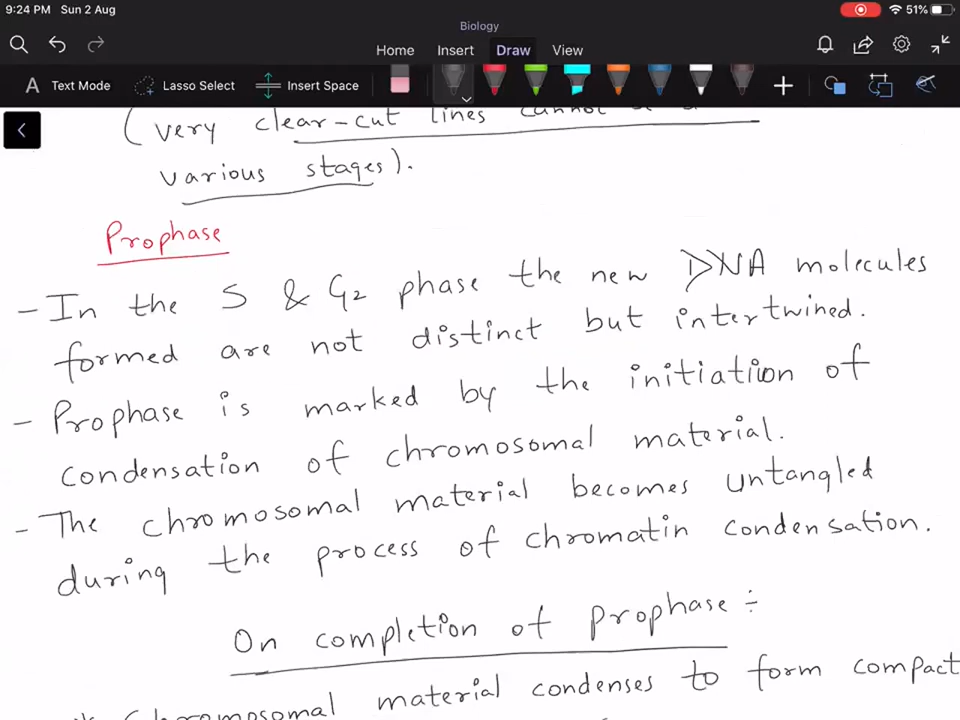 9:24 PM Sun 2 Aug 51%
Biology
Home Insert Draw View
Text Mode Lasso Select Insert Space
(very clear-cut lines cannot
various stages).
Prophase
- In the S & G2 phase the new DNA molecules
formed are not distinct but intertwined.
- Prophase is marked by the initiation of
condensation of chromosomal material.
- The chromosomal material becomes untangled
during the process of chromatin condensation.
On completion of prophase ÷
Chromosomal material condenses to form compact